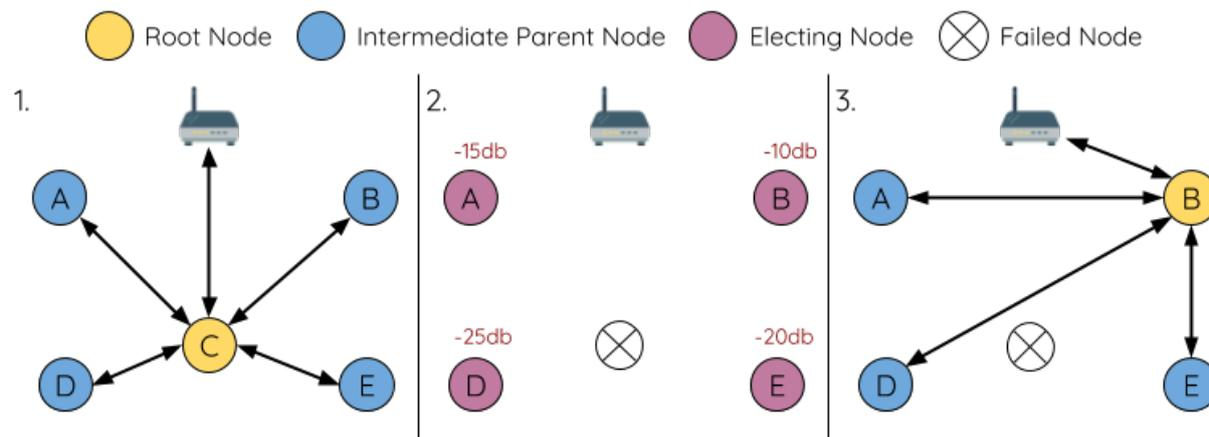 Root Node Intermediate Parent Node Electing Node Failed Node
1.
A
B
C
D
E
2.
-15db
A
-10db
B
-25db
D
-20db
E
3.
A
B
D
E